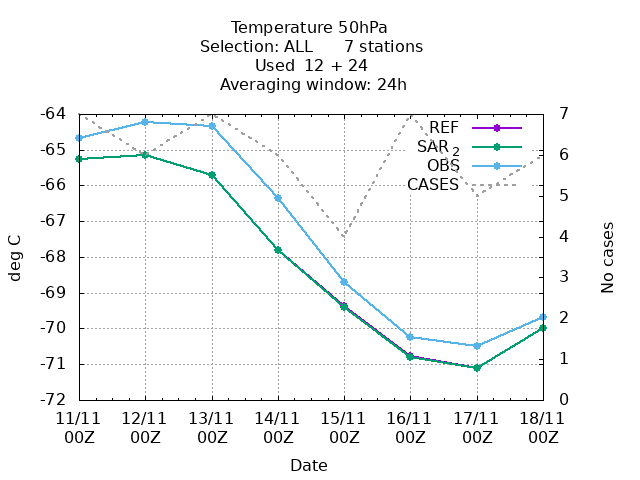 Temperature 50hPa
Selection: ALL      7 stations
Used  12 + 24
Averaging window: 24h
REF
SAR 2
OBS
CASES
-64
-65
-66
-67
-68
-69
-70
-71
-72
7
6
5
4
3
2
1
0
deg C
No cases
11/11 12/11 13/11 14/11 15/11 16/11 17/11 18/11
00Z 00Z 00Z 00Z 00Z 00Z 00Z 00Z
Date